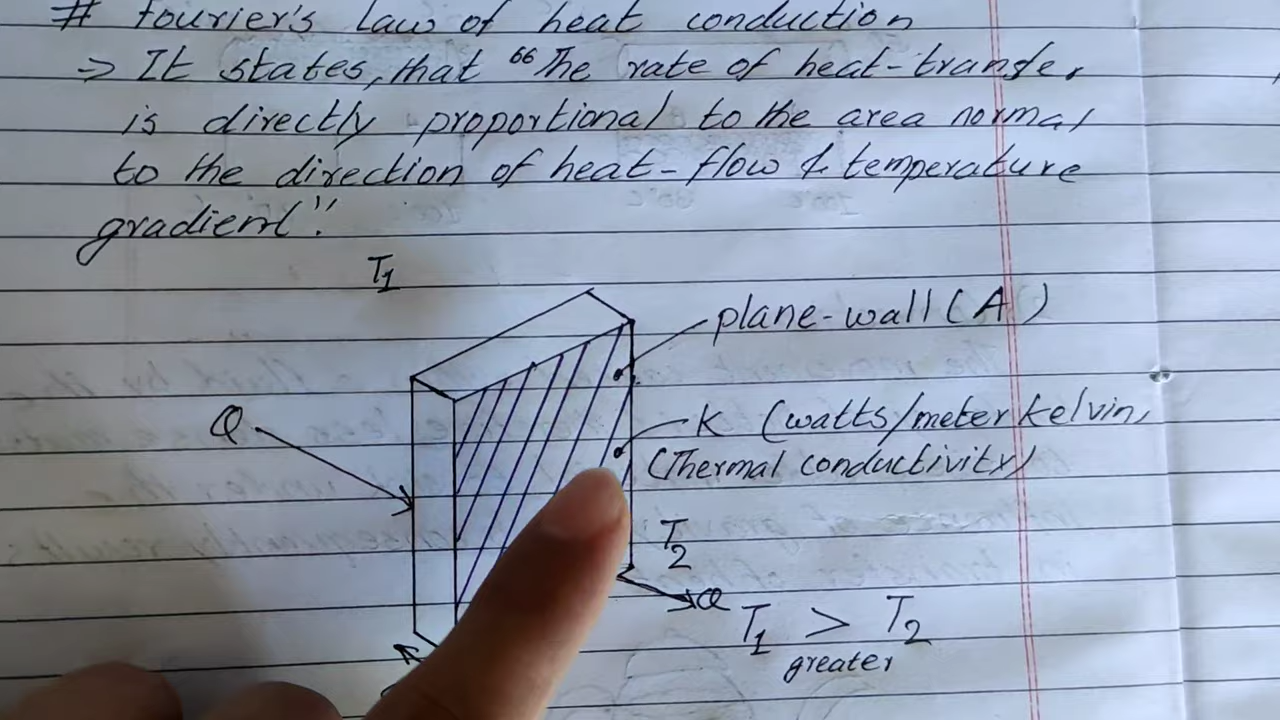 # Fourier's Law of heat conduction
⇒ It states, that "The rate of heat-transfer
is directly proportional to the area normal
to the direction of heat-flow & temperature
gradient".
T1
plane-wall (A)
Q
K (watts/meter kelvin)
(Thermal conductivity)
T2
Q
T1 > T2
greater